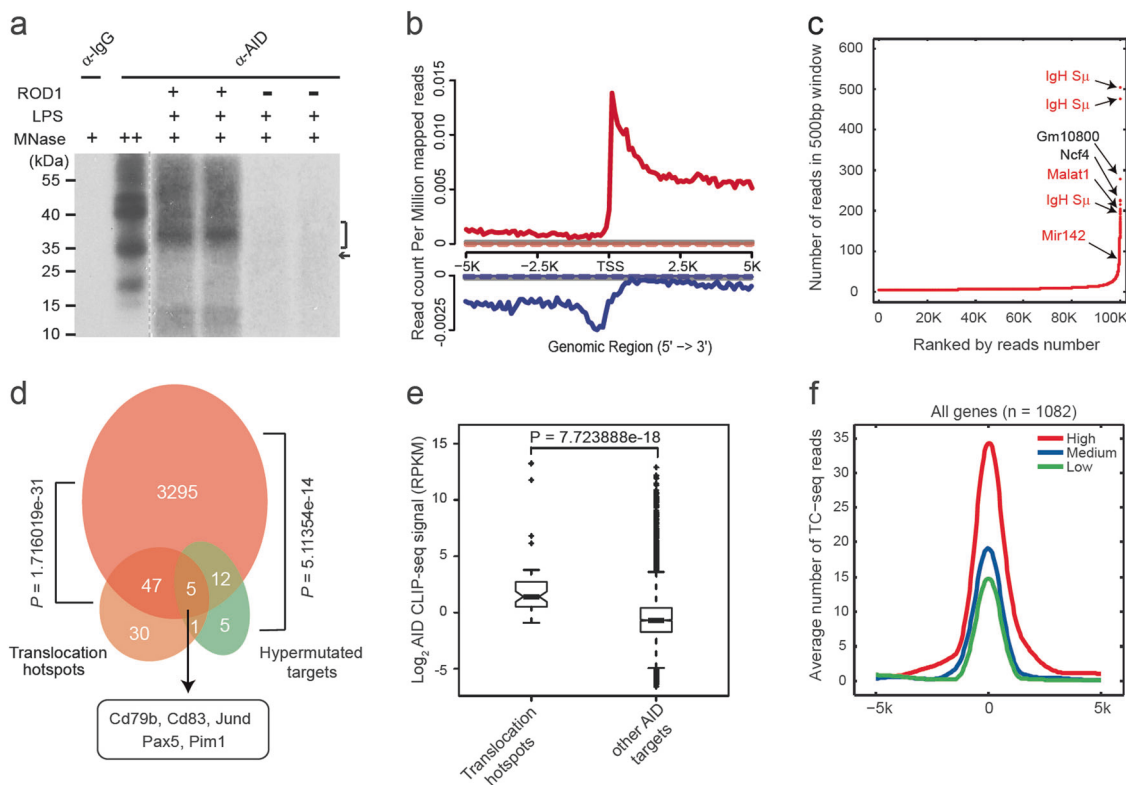 a
α-IgG
α-AID
ROD1 + + - -
LPS + + + +
MNase + ++ + + + +
(kDa)
55
40
35
25
15
10
b
Read count Per Million mapped reads
0.015
0.010
0.005
0
-5K -2.5K TSS 2.5K 5K
0
-0.0025
Genomic Region (5' -> 3')
c
Number of reads in 500bp window
600
500
400
300
200
100
0
IgH Sμ
IgH Sμ
Gm10800
Ncf4
Malat1
IgH Sμ
Mir142
0 20K 40K 60K 80K 100K
Ranked by reads number
d
3295
47 5 12
30 1 5
P = 1.716019e-31
P = 5.11354e-14
Translocation
hotspots
Hypermutated
targets
Cd79b, Cd83, Jund
Pax5, Pim1
e
Log2 AID CLIP-seq signal (RPKM)
15
10
5
0
-5
P = 7.723888e-18
Translocation
hotspots
other AID
targets
f
All genes (n = 1082)
Average number of TC-seq reads
35
30
25
20
15
10
5
0
High
Medium
Low
-5k 0 5k